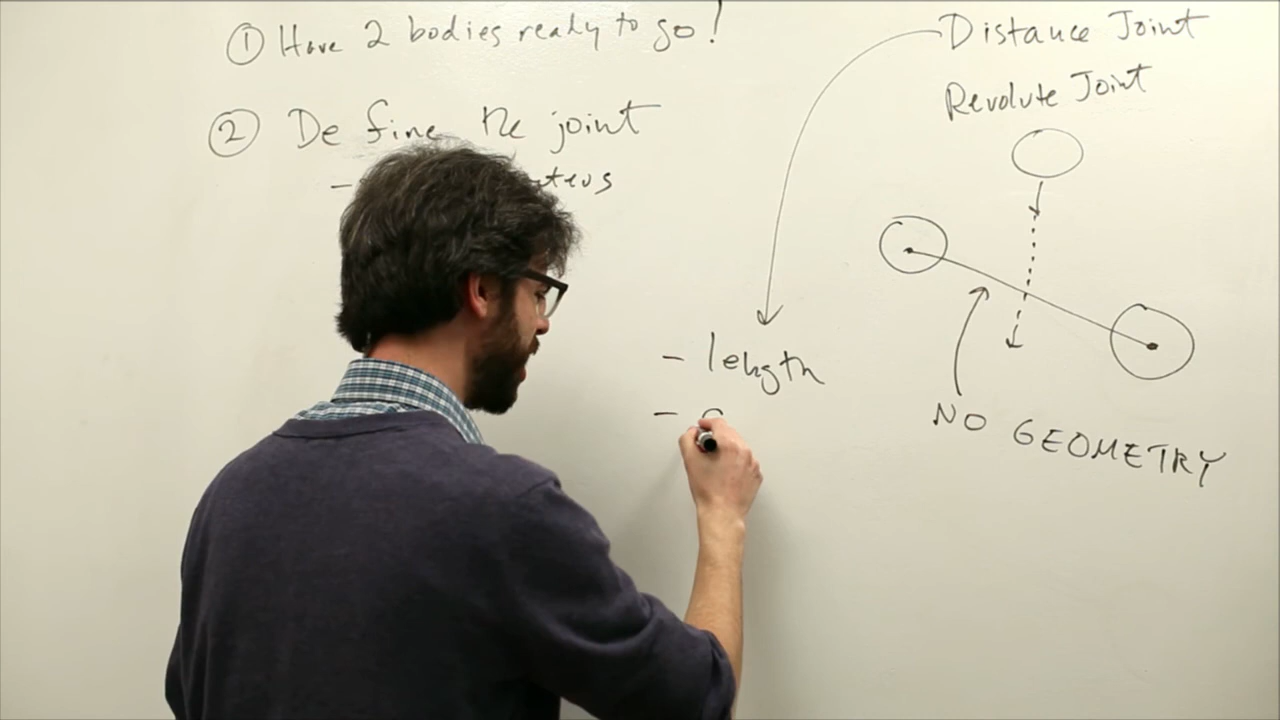 ① Have 2 bodies ready to go!
② Define the joint
-
Distance Joint
Revolute Joint
- length
-
NO GEOMETRY